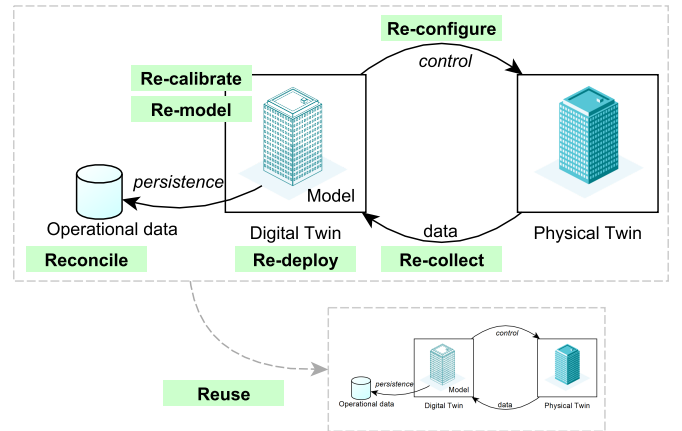 Re-configure
control
Re-calibrate
Re-model
persistence
Model
Operational data
Digital Twin
data
Physical Twin
Reconcile
Re-deploy
Re-collect
Reuse
control
persistence
Model
Operational data
Digital Twin
data
Physical Twin